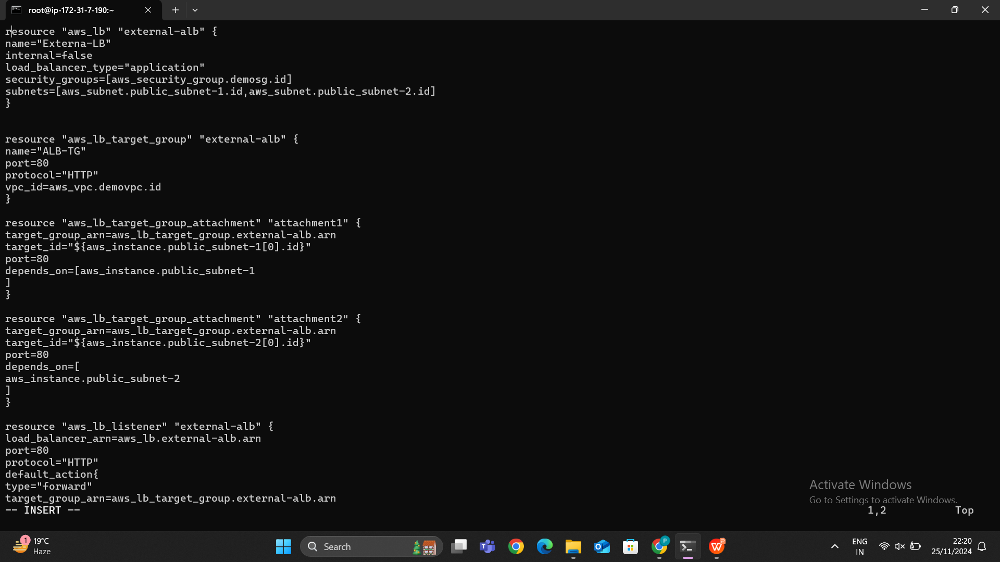 root@ip-172-31-7-190:~
resource "aws_lb" "external-alb" {
name="Externa-LB"
internal=false
load_balancer_type="application"
security_groups=[aws_security_group.demosg.id]
subnets=[aws_subnet.public_subnet-1.id,aws_subnet.public_subnet-2.id]
}
resource "aws_lb_target_group" "external-alb" {
name="ALB-TG"
port=80
protocol="HTTP"
vpc_id=aws_vpc.demovpc.id
}
resource "aws_lb_target_group_attachment" "attachment1" {
target_group_arn=aws_lb_target_group.external-alb.arn
target_id="${aws_instance.public_subnet-1[0].id}"
port=80
depends_on=[aws_instance.public_subnet-1
]
}
resource "aws_lb_target_group_attachment" "attachment2" {
target_group_arn=aws_lb_target_group.external-alb.arn
target_id="${aws_instance.public_subnet-2[0].id}"
port=80
depends_on=[
aws_instance.public_subnet-2
]
}
resource "aws_lb_listener" "external-alb" {
load_balancer_arn=aws_lb.external-alb.arn
port=80
protocol="HTTP"
default_action{
type="forward"
target_group_arn=aws_lb_target_group.external-alb.arn
-- INSERT --
1,2
Top
Activate Windows
Go to Settings to activate Windows.
1
19°C
Haze
Search
P
ENG
IN
22:20
25/11/2024